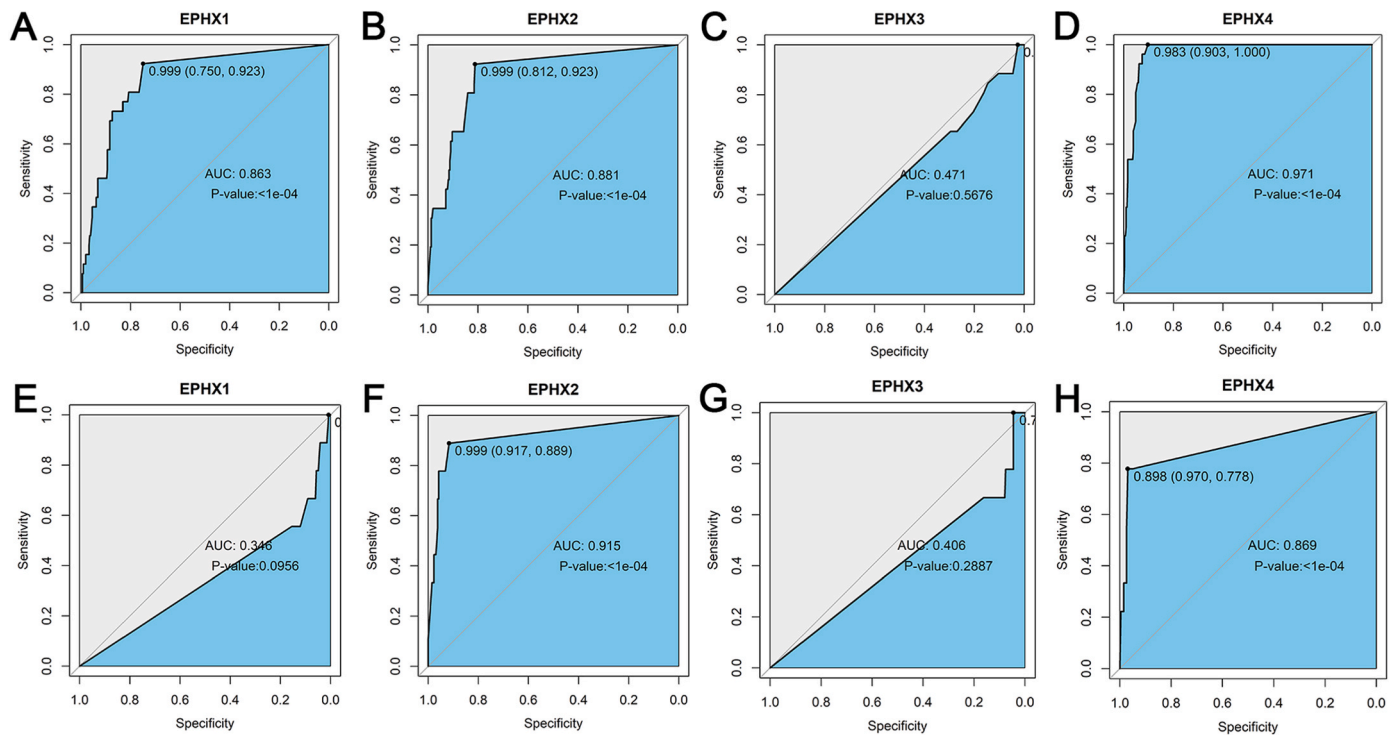 A
EPHX1
Sensitivity
1.0
0.8
0.6
0.4
0.2
0.0
0.999 (0.750, 0.923)
AUC: 0.863
P-value:<1e-04
1.0 0.8 0.6 0.4 0.2 0.0
Specificity
B
EPHX2
Sensitivity
1.0
0.8
0.6
0.4
0.2
0.0
0.999 (0.812, 0.923)
AUC: 0.881
P-value:<1e-04
1.0 0.8 0.6 0.4 0.2 0.0
Specificity
C
EPHX3
Sensitivity
1.0
0.8
0.6
0.4
0.2
0.0
0.
AUC: 0.471
P-value:0.5676
1.0 0.8 0.6 0.4 0.2 0.0
Specificity
D
EPHX4
Sensitivity
1.0
0.8
0.6
0.4
0.2
0.0
0.983 (0.903, 1.000)
AUC: 0.971
P-value:<1e-04
1.0 0.8 0.6 0.4 0.2 0.0
Specificity
E
EPHX1
Sensitivity
1.0
0.8
0.6
0.4
0.2
0.0
0
AUC: 0.346
P-value:0.0956
1.0 0.8 0.6 0.4 0.2 0.0
Specificity
F
EPHX2
Sensitivity
1.0
0.8
0.6
0.4
0.2
0.0
0.999 (0.917, 0.889)
AUC: 0.915
P-value:<1e-04
1.0 0.8 0.6 0.4 0.2 0.0
Specificity
G
EPHX3
Sensitivity
1.0
0.8
0.6
0.4
0.2
0.0
0.7
AUC: 0.406
P-value:0.2887
1.0 0.8 0.6 0.4 0.2 0.0
Specificity
H
EPHX4
Sensitivity
1.0
0.8
0.6
0.4
0.2
0.0
0.898 (0.970, 0.778)
AUC: 0.869
P-value:<1e-04
1.0 0.8 0.6 0.4 0.2 0.0
Specificity